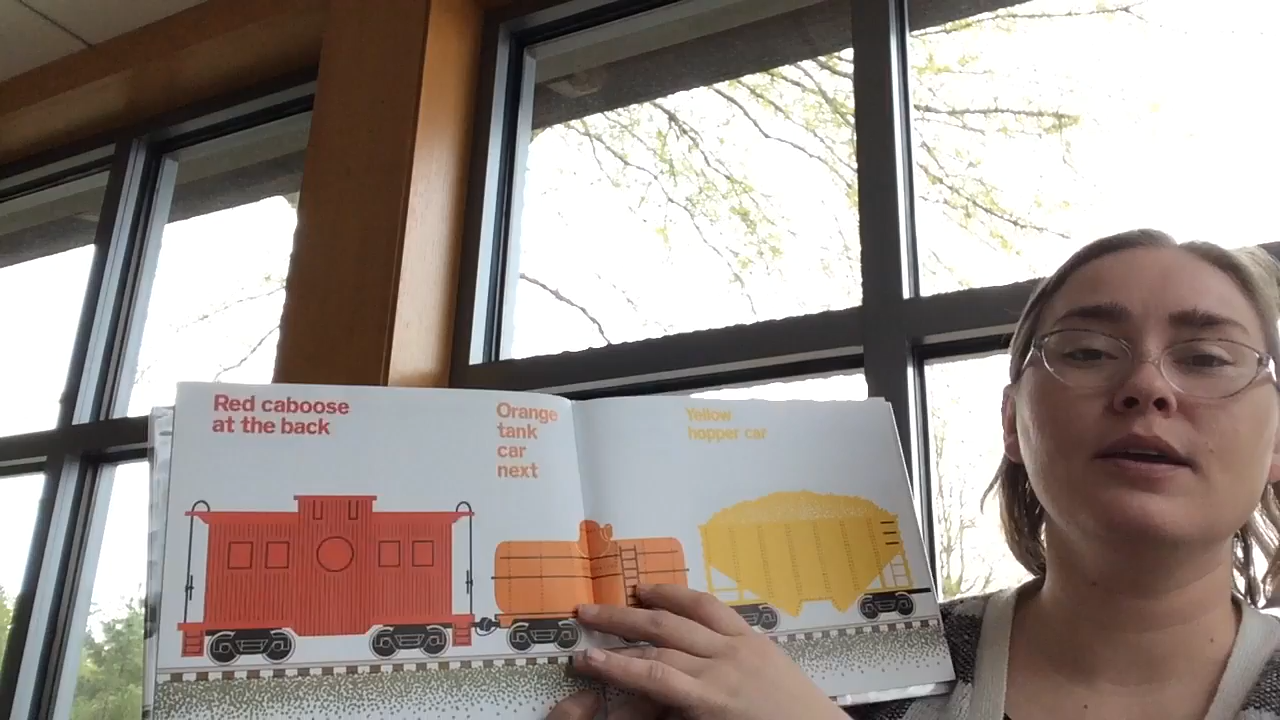 Red caboose
at the back
Orange
tank
car
next
Yellow
hopper car